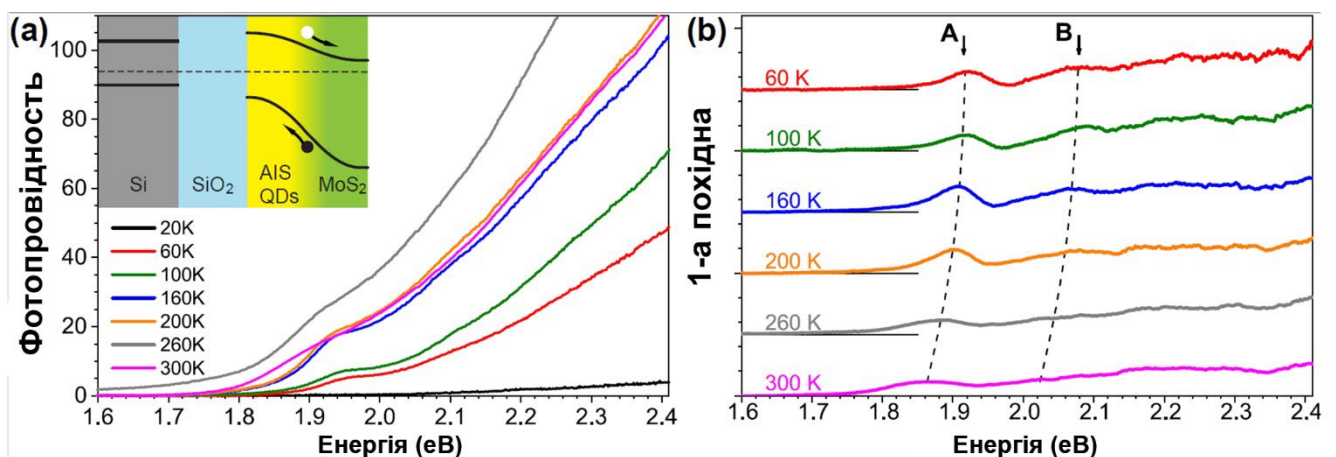 (a)
Фотопровідность
100
80
60
40
20
0
Si
SiO₂
AIS
QDs
MoS₂
20K
60K
100K
160K
200K
260K
300K
1.6 1.7 1.8 1.9 2.0 2.1 2.2 2.3 2.4
Енергія (еВ)
(b)
1-а похідна
A
B
60 K
100 K
160 K
200 K
260 K
300 K
1.6 1.7 1.8 1.9 2.0 2.1 2.2 2.3 2.4
Енергія (еВ)